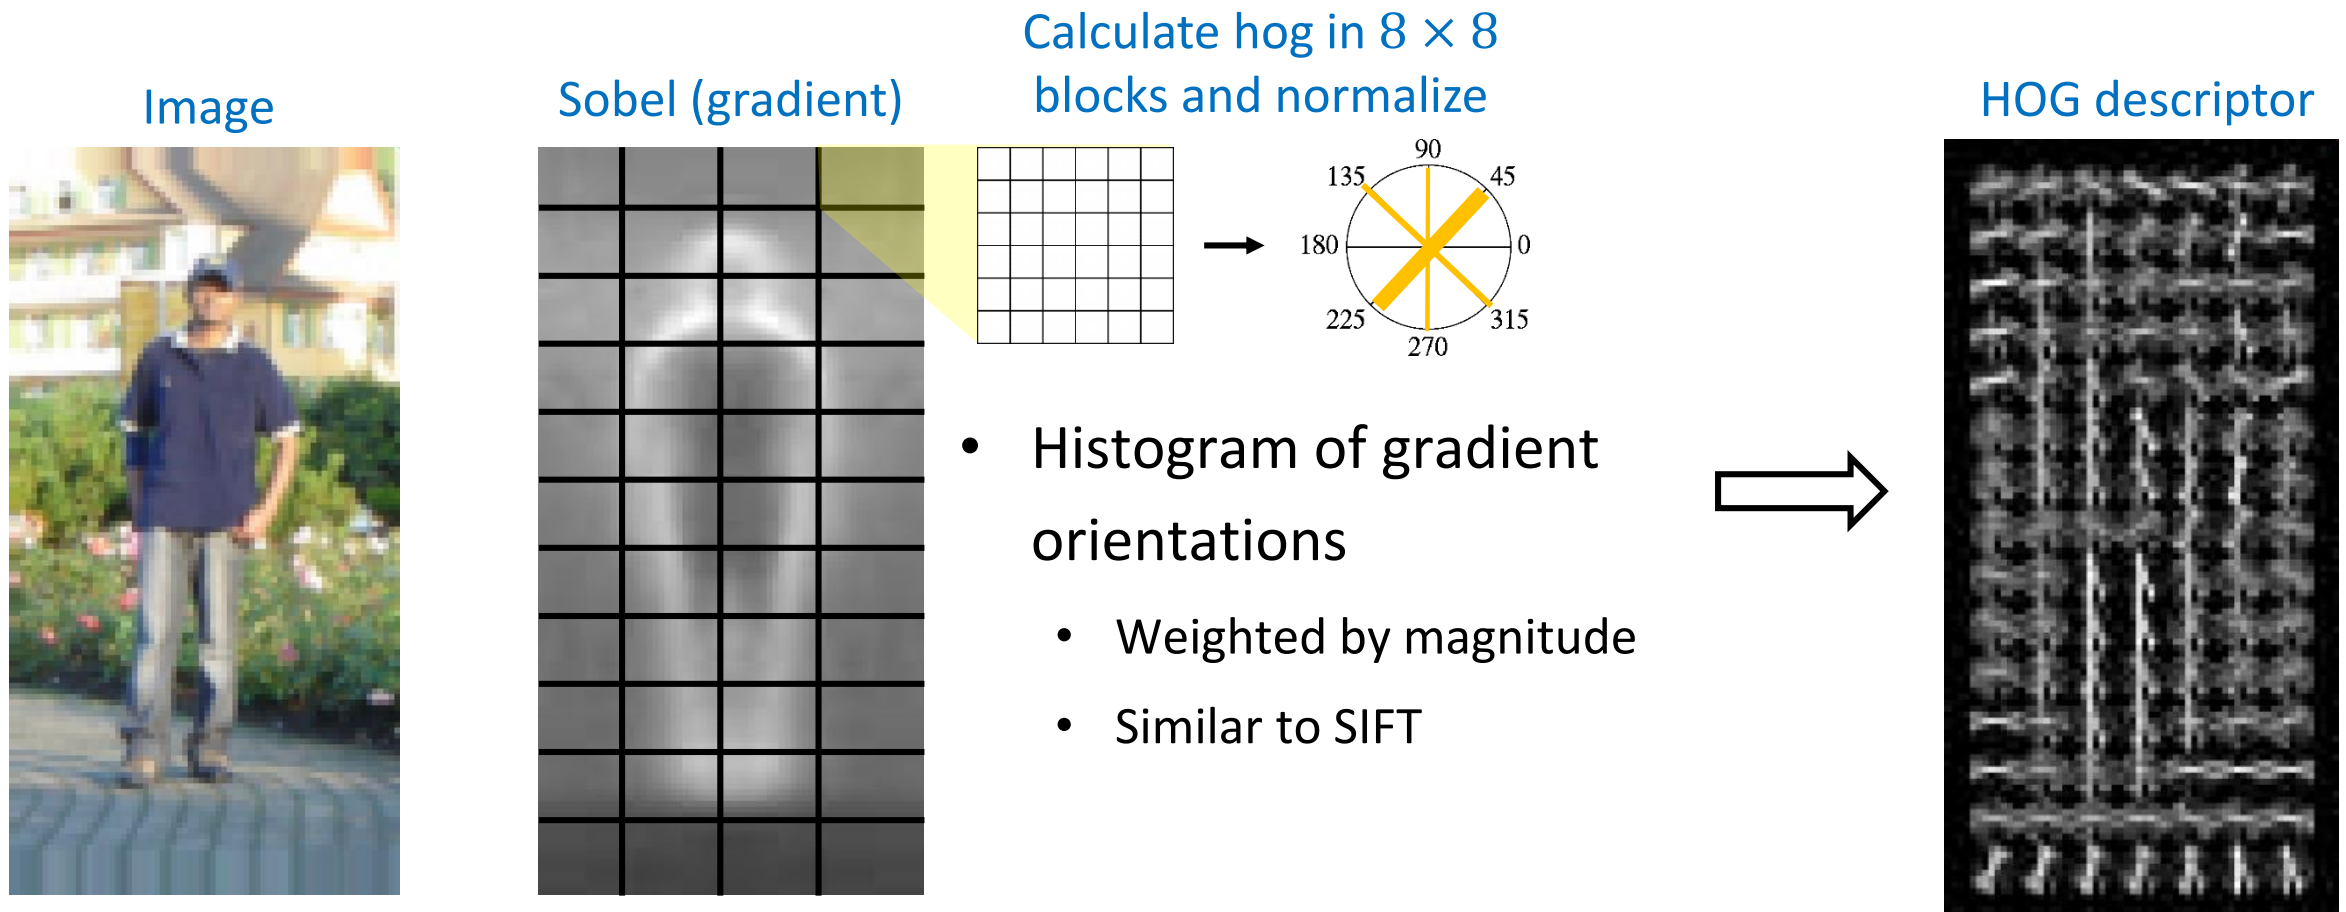 Image
Sobel (gradient)
Calculate hog in 8 × 8
blocks and normalize
HOG descriptor
90
135
45
180
0
225
315
270
• Histogram of gradient
orientations
• Weighted by magnitude
• Similar to SIFT